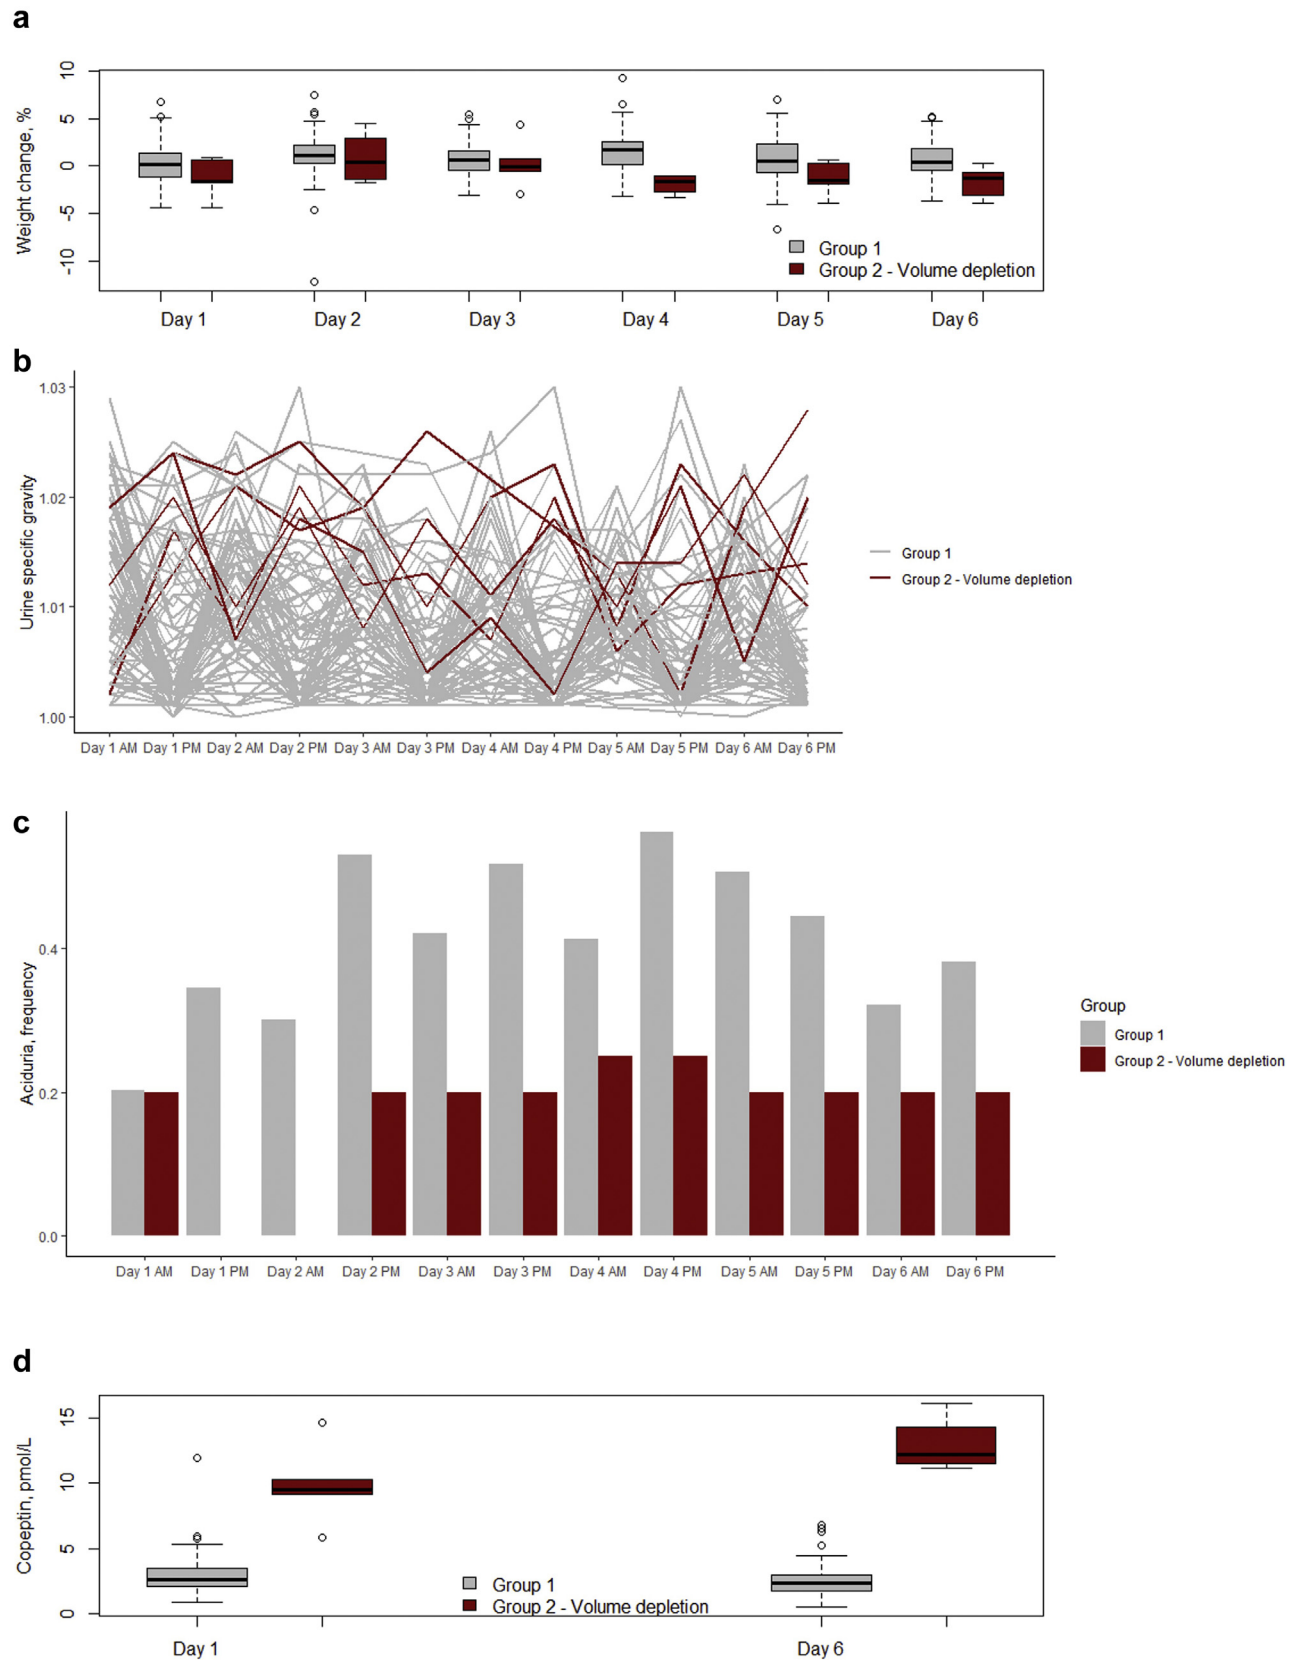 a
Weight change, %
10
5
0
-5
-10
Group 1
Group 2 - Volume depletion
Day 1 Day 2 Day 3 Day 4 Day 5 Day 6
b
Urine specific gravity
1.03
1.02
1.01
1.00
Group 1
Group 2 - Volume depletion
Day 1 AM Day 1 PM Day 2 AM Day 2 PM Day 3 AM Day 3 PM Day 4 AM Day 4 PM Day 5 AM Day 5 PM Day 6 AM Day 6 PM
c
Aciduria, frequency
0.4
0.2
0.0
Group
Group 1
Group 2 - Volume depletion
Day 1 AM Day 1 PM Day 2 AM Day 2 PM Day 3 AM Day 3 PM Day 4 AM Day 4 PM Day 5 AM Day 5 PM Day 6 AM Day 6 PM
d
Copeptin, pmol/L
15
10
5
0
Group 1
Group 2 - Volume depletion
Day 1 Day 6